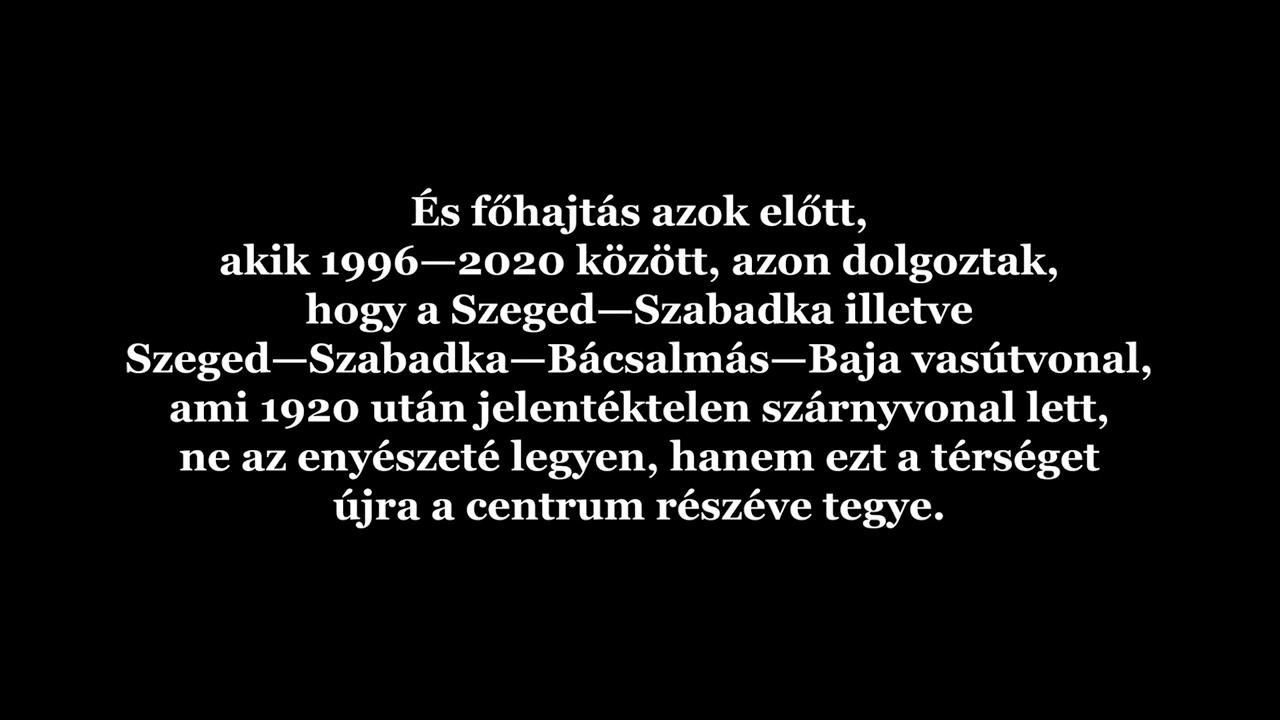 És főhajtás azok előtt,
akik 1996—2020 között, azon dolgoztak,
hogy a Szeged—Szabadka illetve
Szeged—Szabadka—Bácsalmás—Baja vasútvonal,
ami 1920 után jelentéktelen szárnyvonal lett,
ne az enyészeté legyen, hanem ezt a térséget
újra a centrum részéve tegye.